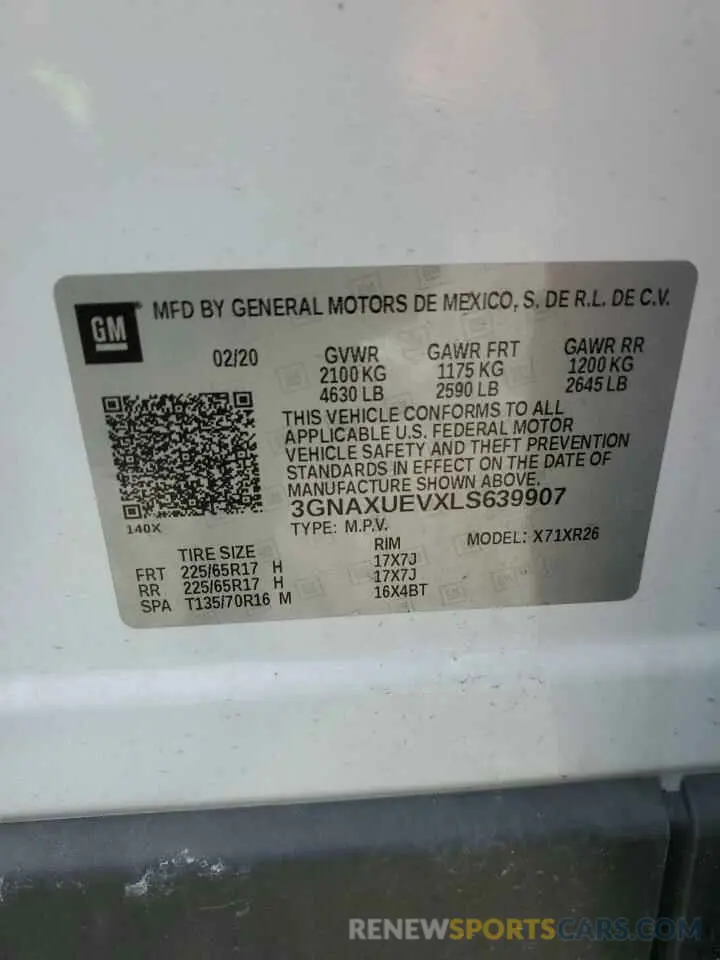 GM
MFD BY GENERAL MOTORS DE MEXICO, S. DE R.L. DE C.V.
02/20 GVWR GAWR FRT GAWR RR
2100 KG 1175 KG 1200 KG
4630 LB 2590 LB 2645 LB
THIS VEHICLE CONFORMS TO ALL
APPLICABLE U.S. FEDERAL MOTOR
VEHICLE SAFETY AND THEFT PREVENTION
STANDARDS IN EFFECT ON THE DATE OF
MANUFACTURE SHOWN ABOVE.
3GNAXUEVXLS639907
140X
TYPE: M.P.V. MODEL: X71XR26
TIRE SIZE RIM
FRT 225/65R17 H 17X7J
RR 225/65R17 H 17X7J
SPA T135/70R16 M 16X4BT
RENEWSPORTSCARS.COM